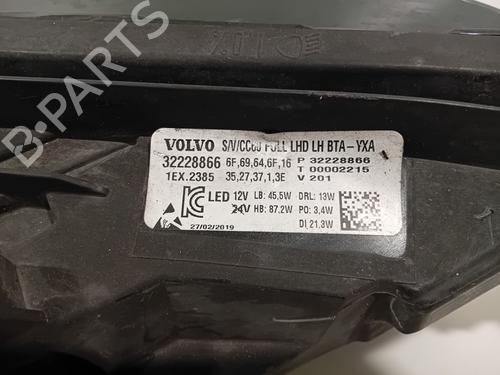 1.0%
VOLVO S/V/CC60 FULL LHD LH BTA-YXA
32228866 6F,69,64,6F,16 P 32228866
1EX.2385 35,27,37,1,3E T 00002215
V 201
LED 12V LB: 45,5W DRL: 13W
24V HB: 87.2W PO: 3,4W
DI,21,3W
27/02/2019
B-PARTS